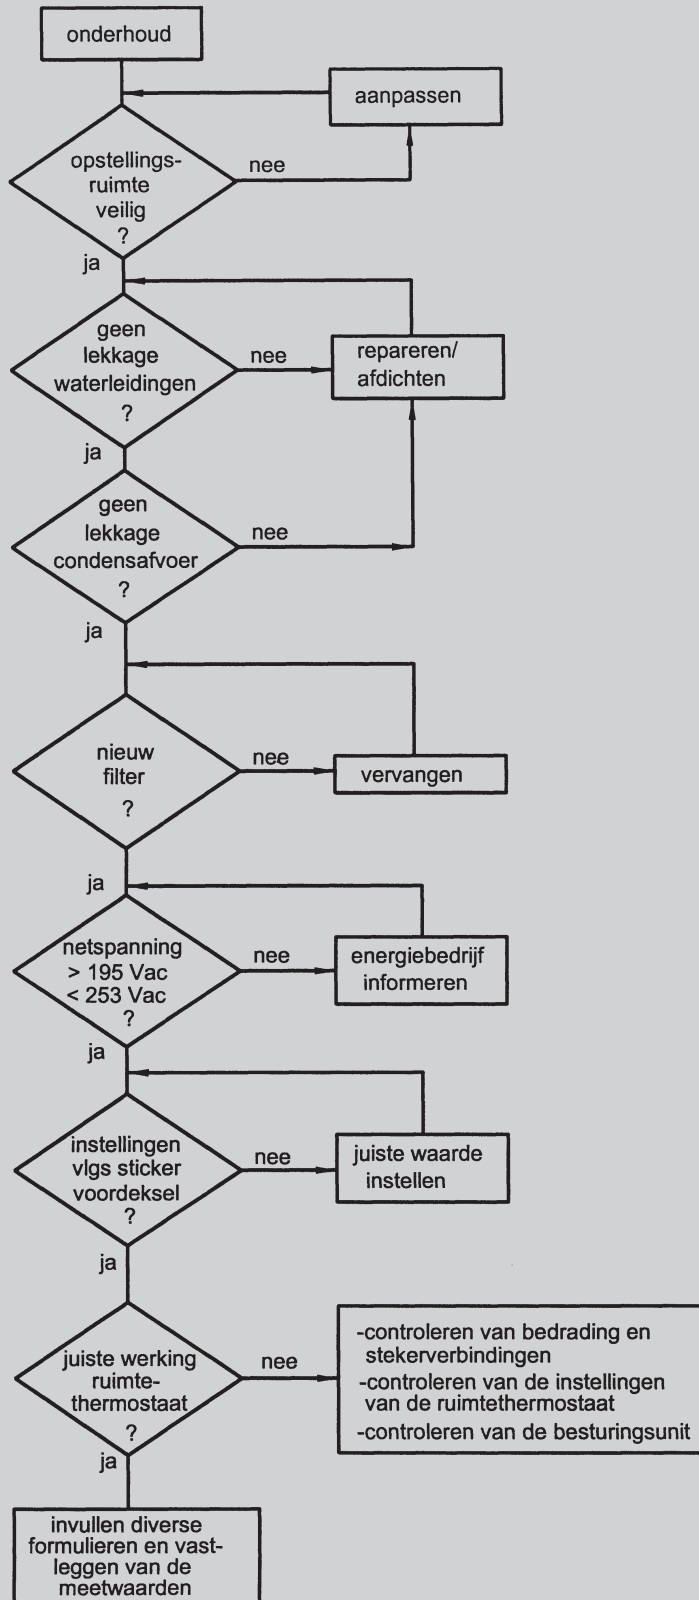 onderhoud
aanpassen
opstellings-
ruimte
veilig
?
nee
ja
geen
lekkage
waterleidingen
?
nee
repareren/
afdichten
ja
geen
lekkage
condensafvoer
?
nee
ja
nieuw
filter
?
nee
vervangen
ja
netspanning
> 195 Vac
< 253 Vac
?
nee
energiebedrijf
informeren
ja
instellingen
vlgs sticker
voordeksel
?
nee
juiste waarde
instellen
ja
juiste werking
ruimte-
thermostaat
?
nee
-controleren van bedrading en
stekerverbindingen
-controleren van de instellingen
van de ruimtethermostaat
-controleren van de besturingsunit
ja
invullen diverse
formulieren en vast-
leggen van de
meetwaarden